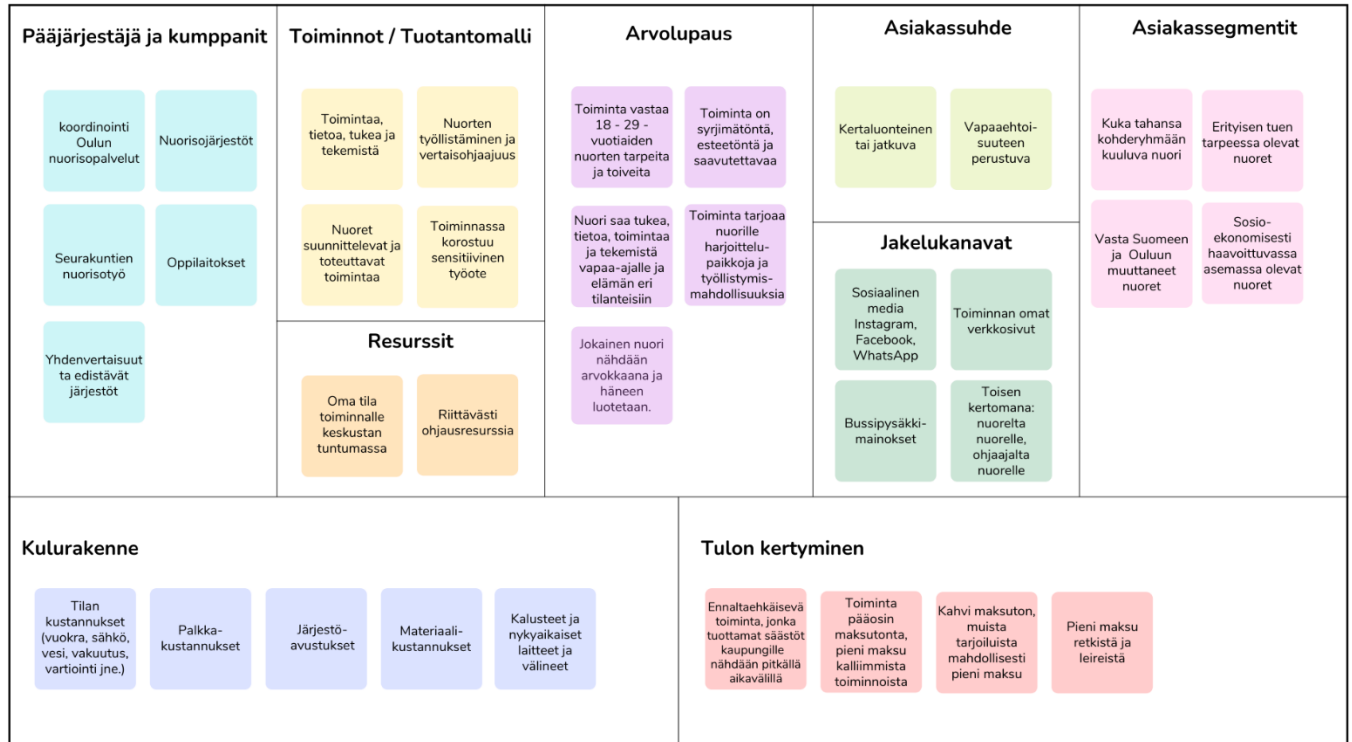 Pääjärjestäjä ja kumppanit
koordinointi
Oulun
nuorisopalvelut
Nuorisojärjestöt
Seurakuntien
nuorisotyö
Oppilaitokset
Yhdenvertaisuut
ta edistävät
järjestöt
Toiminnot / Tuotantomalli
Toimintaa,
tietoa, tukea ja
tekemistä
Nuorten
työllistäminen ja
vertaisohjaajuus
Nuoret
suunnittelevat ja
toteuttavat
toimintaa
Toiminnassa
korostuu
sensitiivinen
työote
Resurssit
Oma tila
toiminnalle
keskustan
tuntumassa
Riittävästi
ohjausresurssia
Arvolupaus
Toiminta vastaa
18 - 29 -
vuotiaiden
nuorten tarpeita
ja toiveita
Toiminta on
syrjimätöntä,
esteetöntä ja
saavutettavaa
Nuori saa tukea,
tietoa, toimintaa
ja tekemistä
vapaa-ajalle ja
elämän eri
tilanteisiin
Toiminta tarjoaa
nuorille
harjoittelu-
paikkoja ja
työllistymis-
mahdollisuuksia
Jokainen nuori
nähdään
arvokkaana ja
häneen
luotetaan.
Asiakassuhde
Kertaluonteinen
tai jatkuva
Vapaaehtoi-
suuteen
perustuva
Jakelukanavat
Sosiaalinen
media
Instagram,
Facebook,
WhatsApp
Toiminnan omat
verkkosivut
Bussipysäkki-
mainokset
Toisen
kertomana:
nuorelta
nuorelle,
ohjaajalta
nuorelle
Asiakassegmentit
Kuka tahansa
kohderyhmään
kuuluva nuori
Erityisen tuen
tarpeessa olevat
nuoret
Vasta Suomeen
ja Ouluun
muuttaneet
nuoret
Sosio-
ekonomisesti
haavoittuvassa
asemassa olevat
nuoret
Kulurakenne
Tilan
kustannukset
(vuokra, sähkö,
vesi, vakuutus,
vartiointi jne.)
Palkka-
kustannukset
Järjestö-
avustukset
Materiaali-
kustannukset
Kalusteet ja
nykyaikaiset
laitteet ja
välineet
Tulon kertyminen
Ennaltaehkäisevä
toiminta, jonka
tuottamat säästöt
kaupungille
nähdään pitkällä
aikavälillä
Toiminta
pääosin
maksutonta,
pieni maksu
kalliimmista
toiminnoista
Kahvi maksuton,
muista
tarjoiluista
mahdollisesti
pieni maksu
Pieni maksu
retkistä ja
leireistä